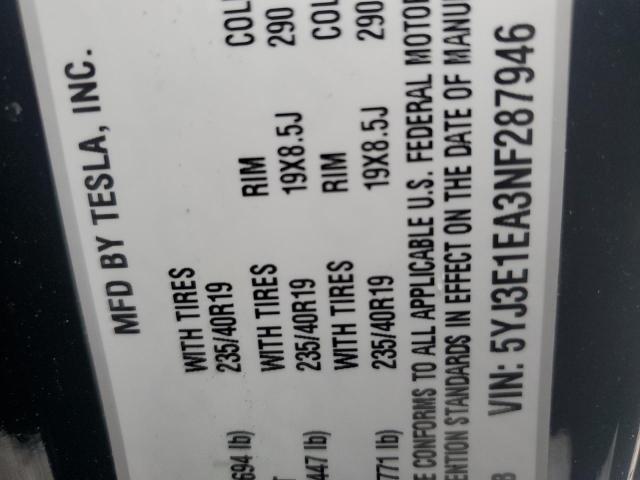 MFD BY TESLA, INC.
WITH TIRES RIM COL
694 lb) 235/40R19 19X8.5J 290
WITH TIRES RIM COL
447 lb) 235/40R19 19X8.5J 290
WITH TIRES
771 lb) 235/40R19
E CONFORMS TO ALL APPLICABLE U.S. FEDERAL MOTOR
ENTION STANDARDS IN EFFECT ON THE DATE OF MANU
VIN: 5YJ3E1EA3NF287946